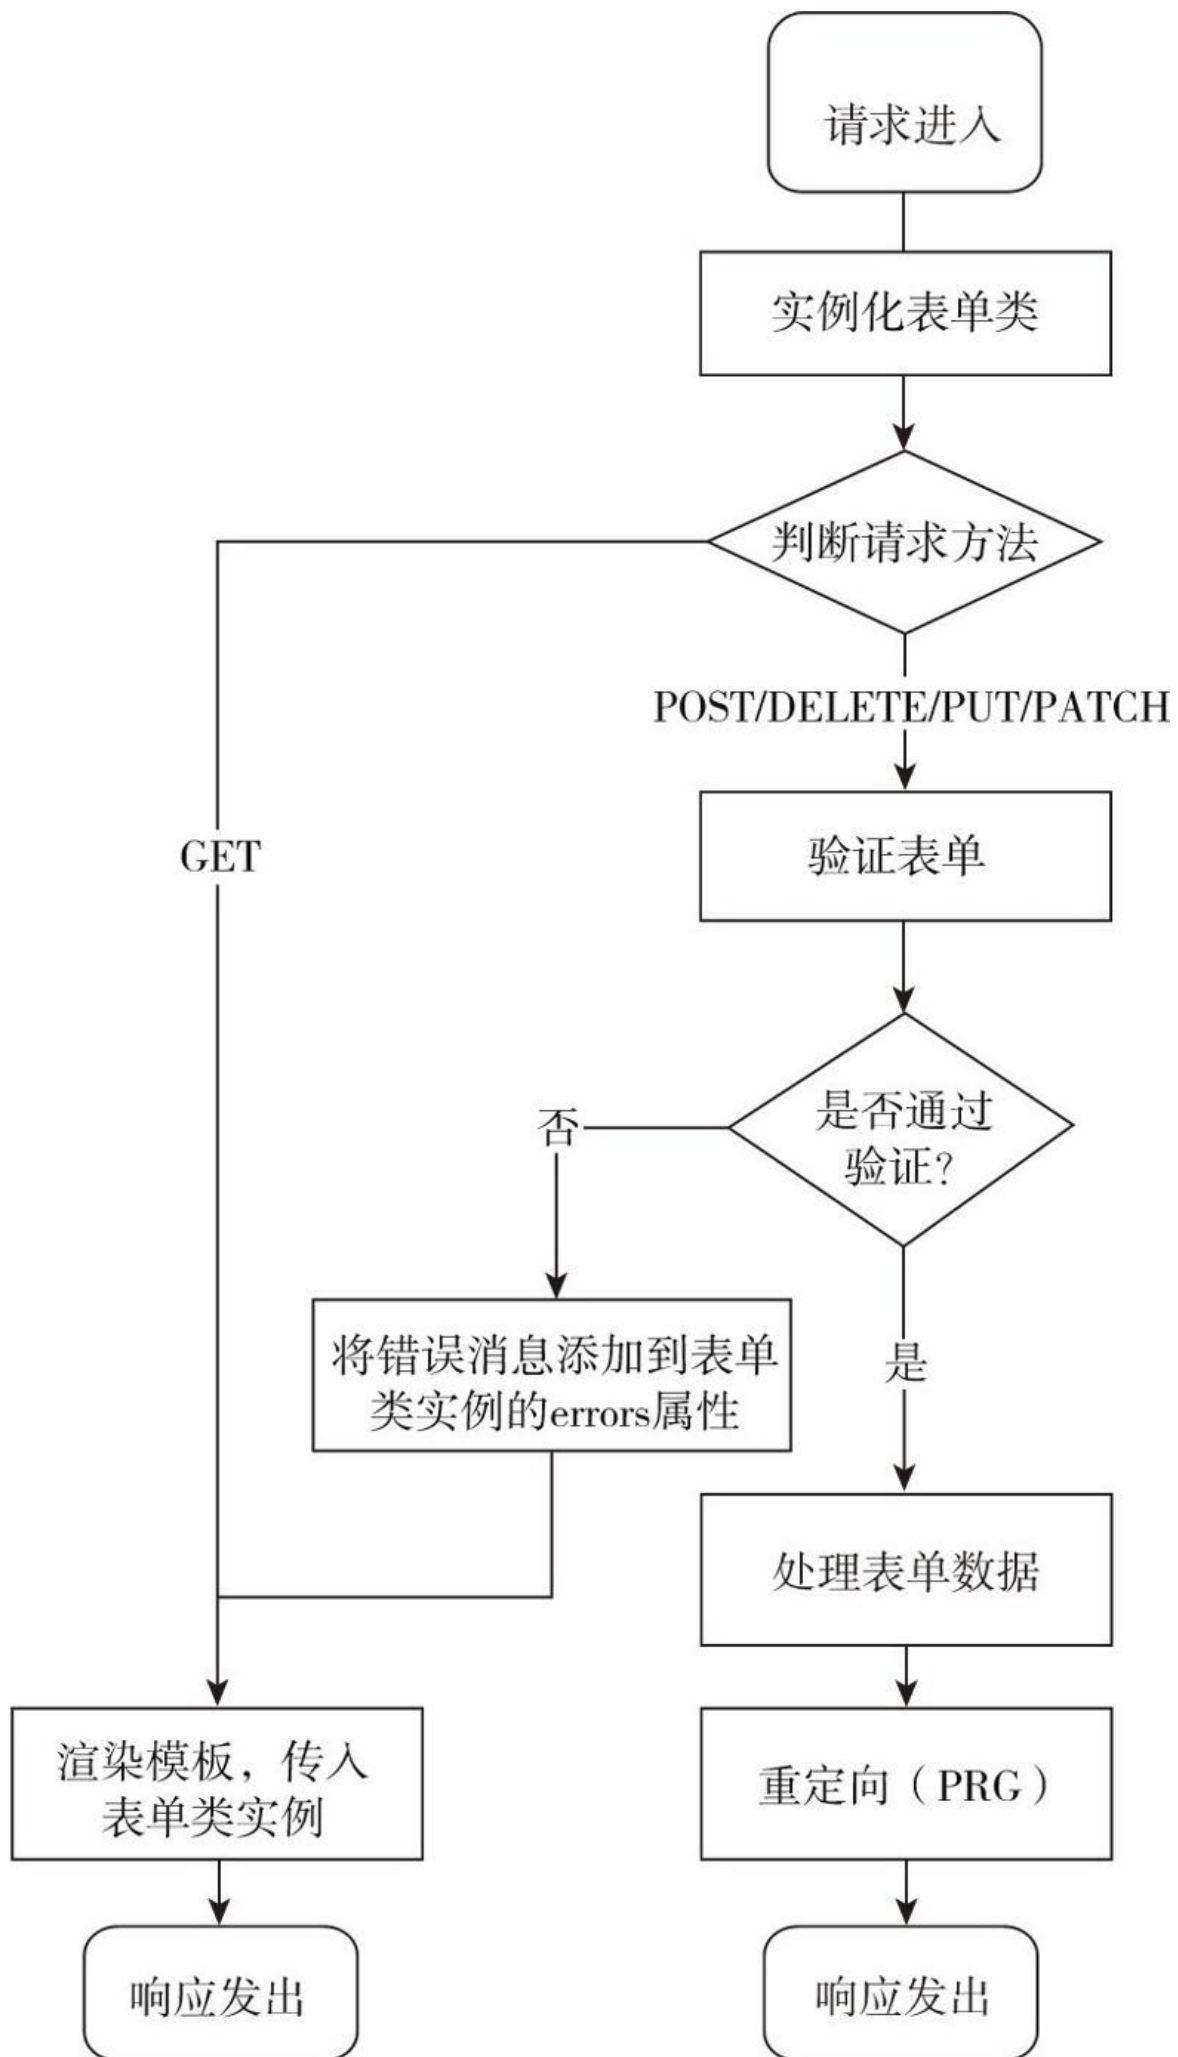 请求进入
实例化表单类
判断请求方法
POST/DELETE/PUT/PATCH
GET
验证表单
是否通过
验证?
否
是
将错误消息添加到表单
类实例的errors属性
处理表单数据
渲染模板，传入
表单类实例
重定向（PRG）
响应发出
响应发出